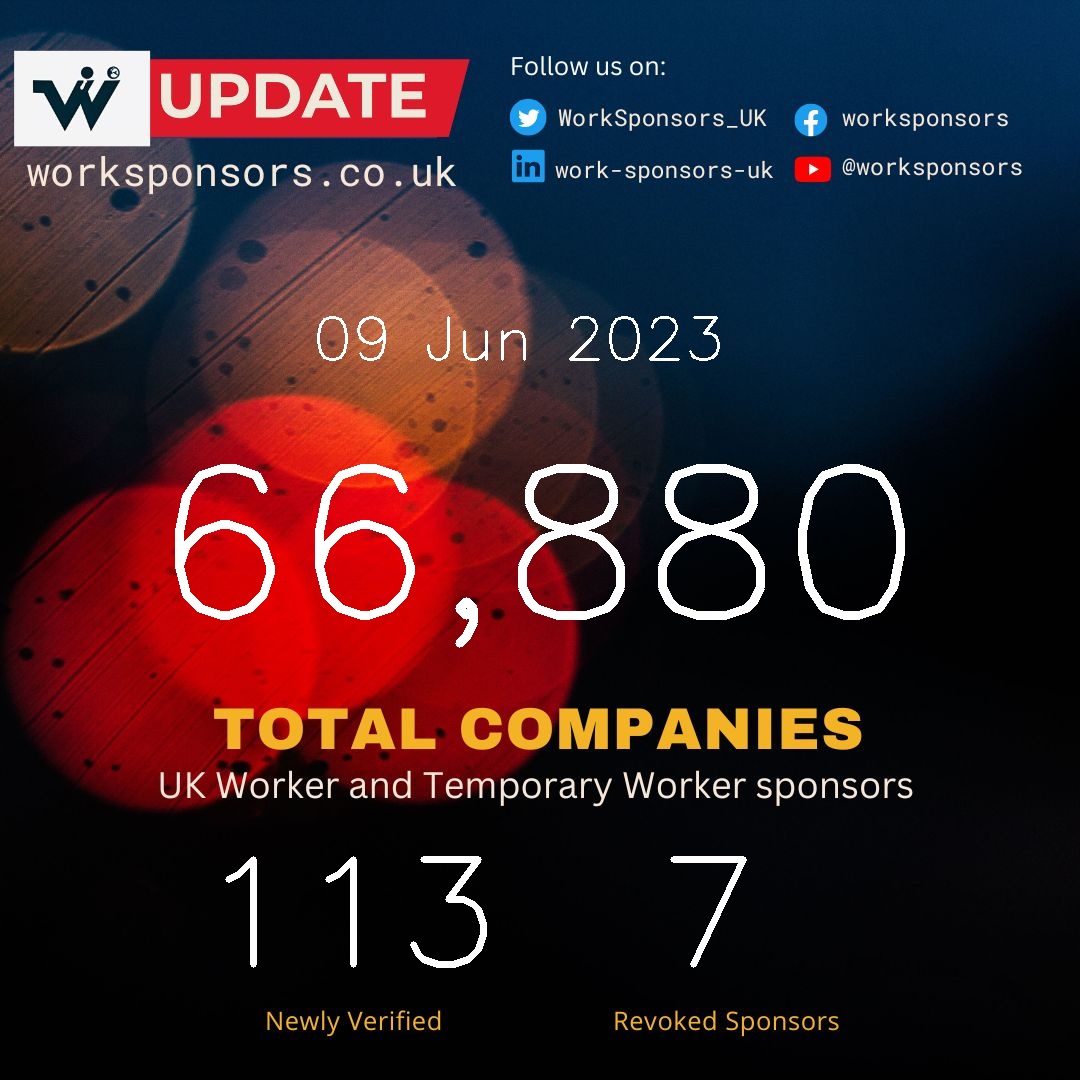 W
UPDATE
worksponsors.co.uk
Follow us on:
WorkSponsors_UK
worksponsors
in work-sponsors-uk
@worksponsors
09 Jun 2023
66,880
TOTAL COMPANIES
UK Worker and Temporary Worker sponsors
113 7
Newly Verified Revoked Sponsors